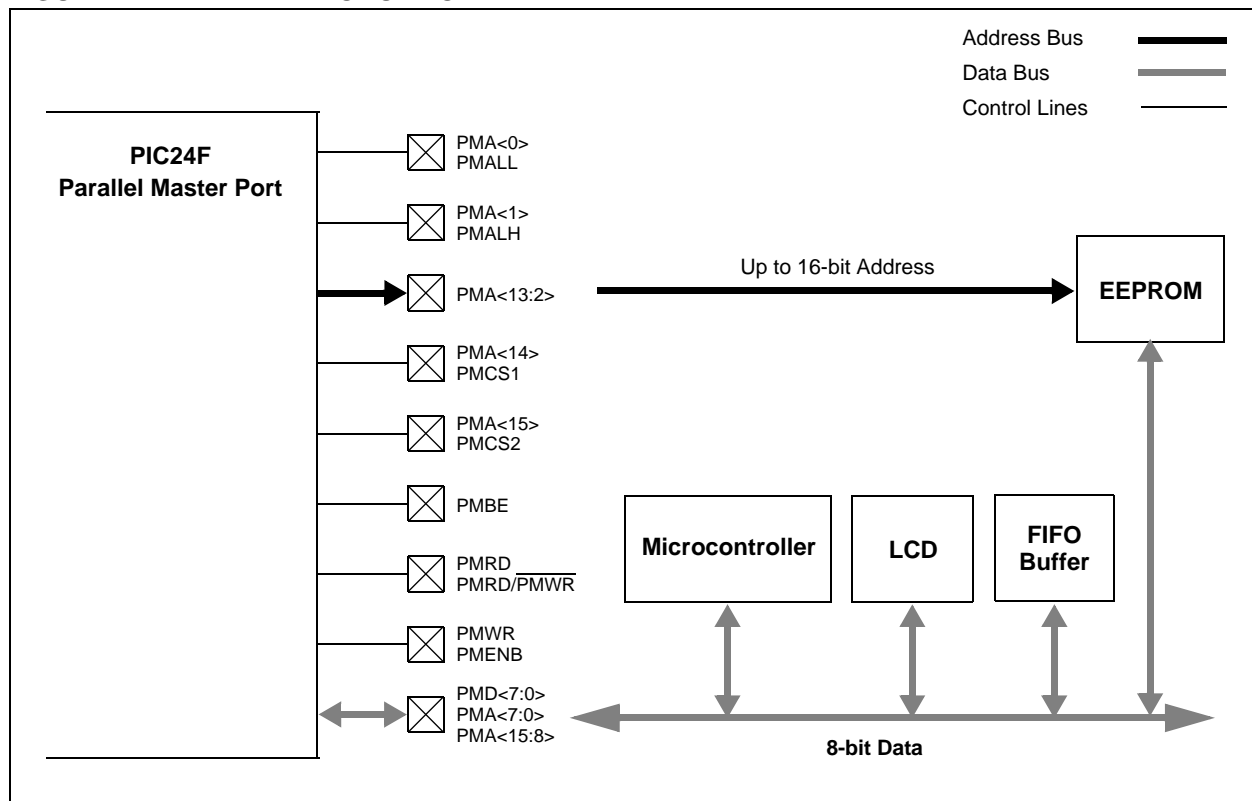 Address Bus
Data Bus
Control Lines
PIC24F
Parallel Master Port
PMA<0>
PMALL
PMA<1>
PMALH
PMA<13:2>
Up to 16-bit Address
EEPROM
PMA<14>
PMCS1
PMA<15>
PMCS2
PMBE
Microcontroller
LCD
FIFO
Buffer
PMRD
PMRD/PMWR
PMWR
PMENB
PMD<7:0>
PMA<7:0>
PMA<15:8>
8-bit Data